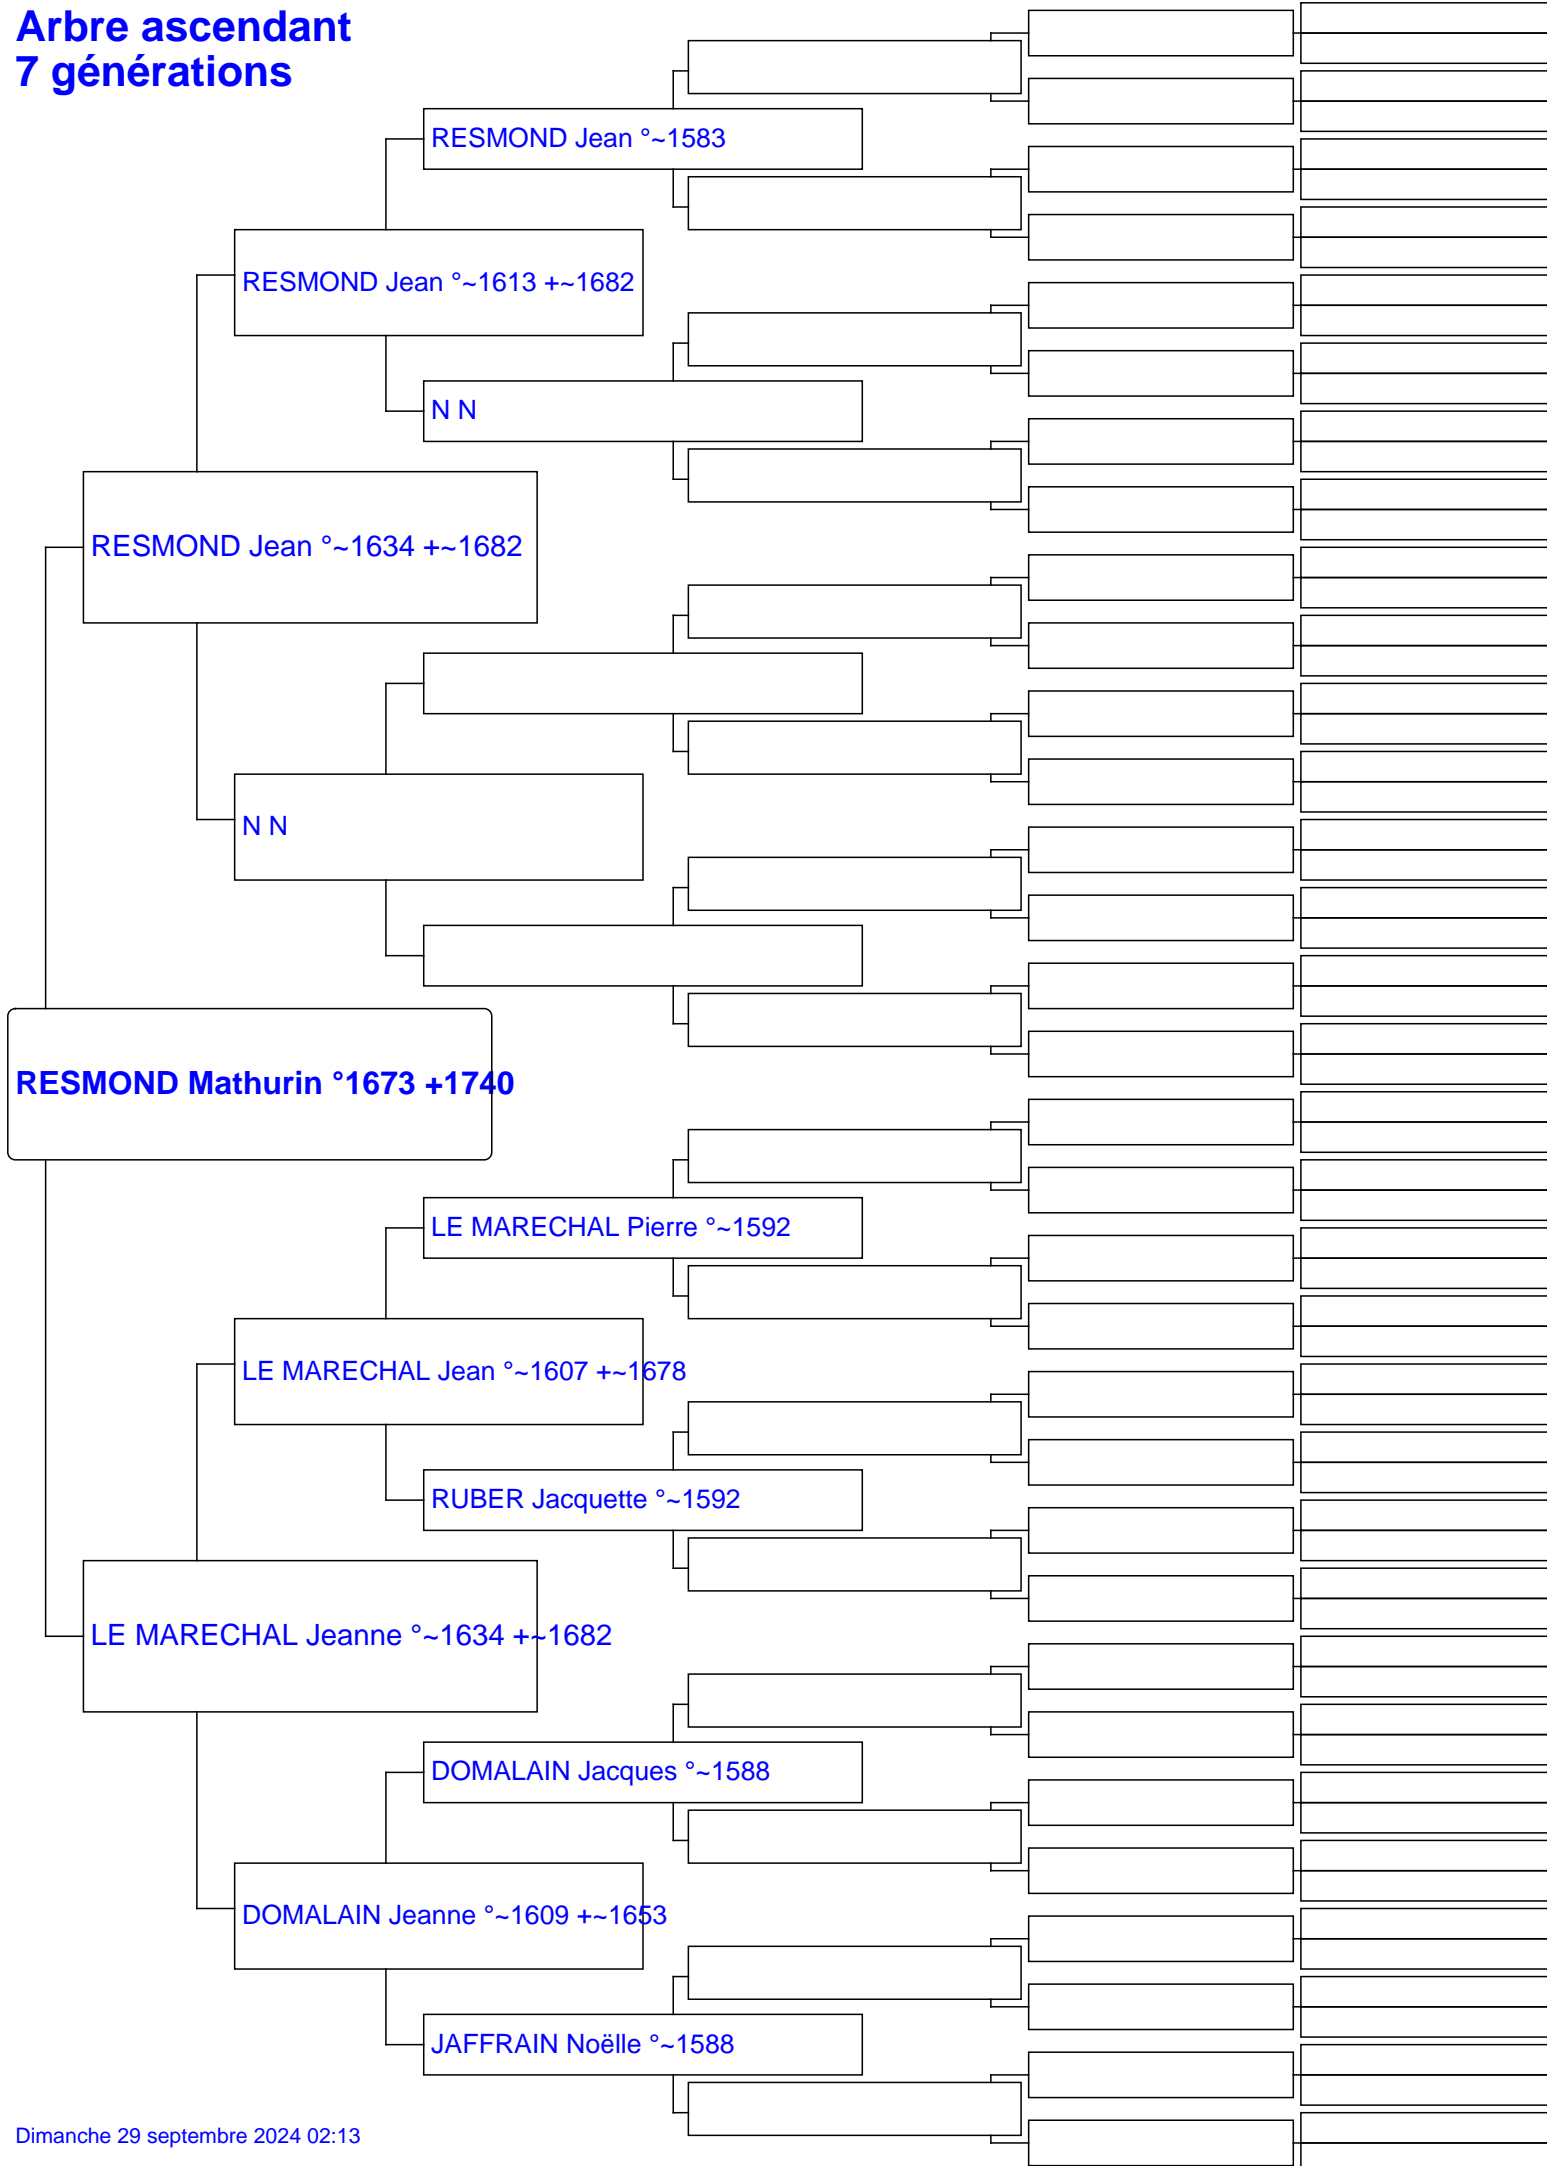 Arbre ascendant
7 générations
RESMOND Jean °~1583
RESMOND Jean °~1613 +~1682
N N
RESMOND Jean °~1634 +~1682
N N
RESMOND Mathurin °1673 +1740
LE MARECHAL Pierre °~1592
LE MARECHAL Jean °~1607 +~1678
RUBER Jacquette °~1592
LE MARECHAL Jeanne °~1634 +~1682
DOMALAIN Jacques °~1588
DOMALAIN Jeanne °~1609 +~1653
JAFFRAIN Noëlle °~1588
Dimanche 29 septembre 2024 02:13